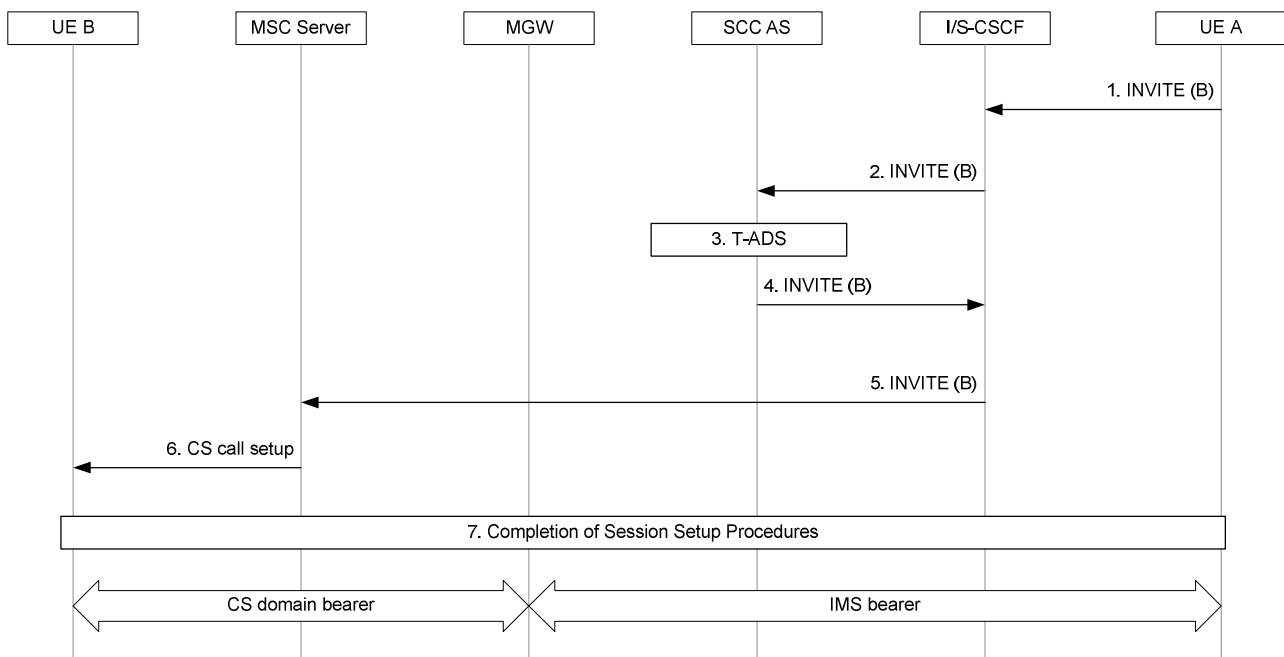 UE B
MSC Server
MGW
SCC AS
I/S-CSCF
UE A
1. INVITE (B)
2. INVITE (B)
3. T-ADS
4. INVITE (B)
5. INVITE (B)
6. CS call setup
7. Completion of Session Setup Procedures
CS domain bearer
IMS bearer